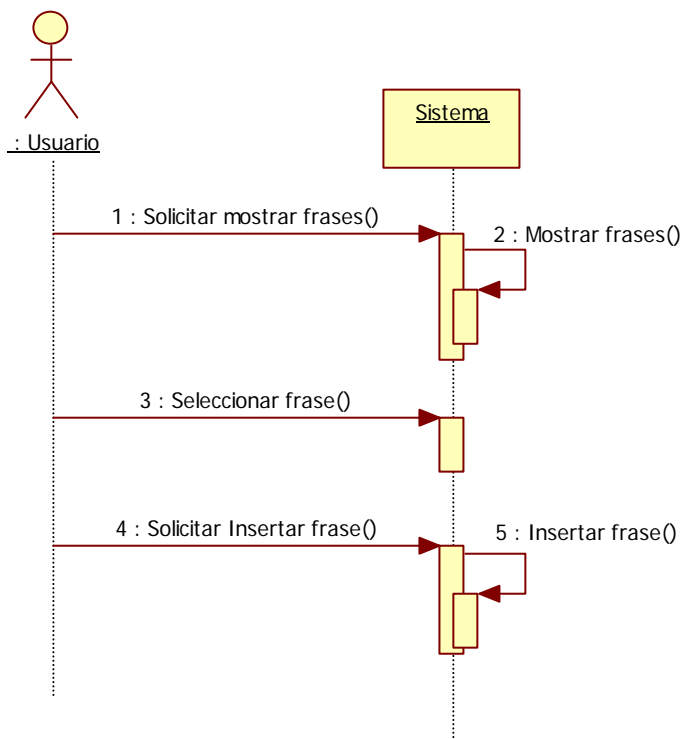 : Usuario
Sistema
1 : Solicitar mostrar frases()
2 : Mostrar frases()
3 : Seleccionar frase()
4 : Solicitar Insertar frase()
5 : Insertar frase()